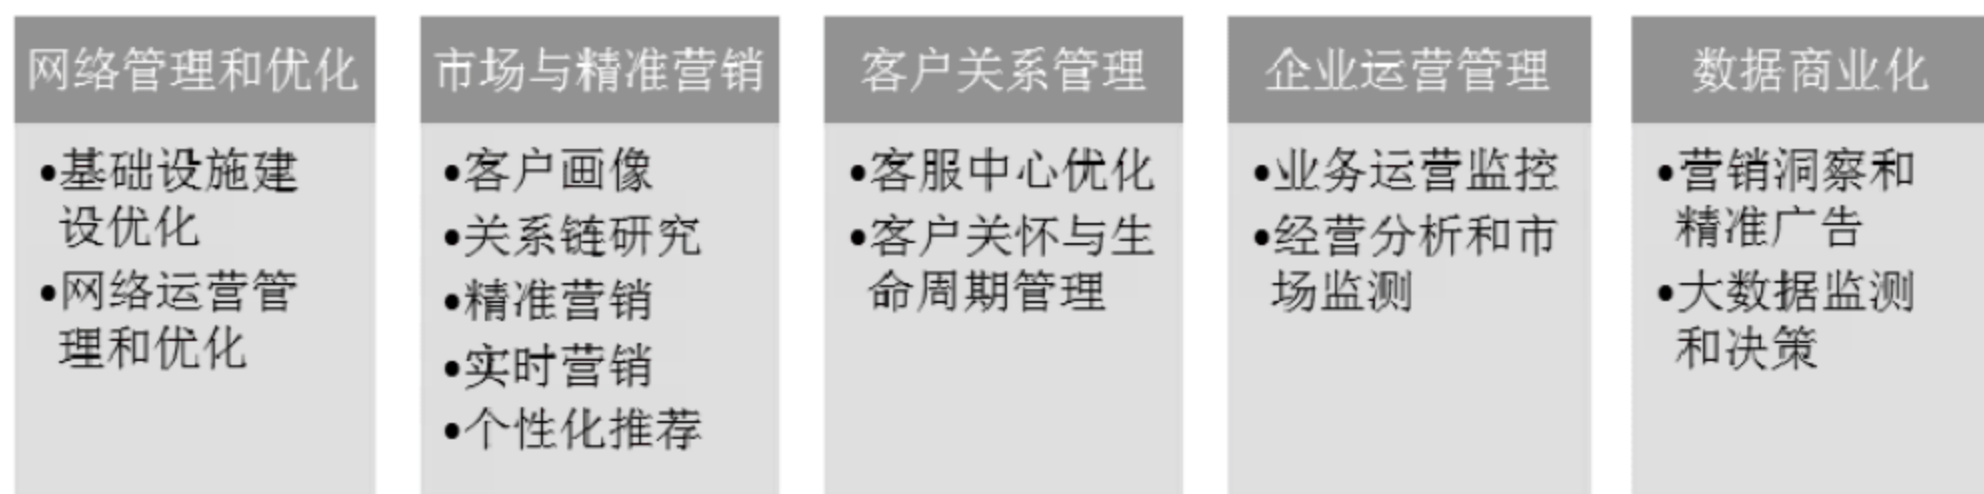 网络管理和优化
•基础设施建
设优化
•网络运营管
理和优化
市场与精准营销
•客户画像
•关系链研究
•精准营销
•实时营销
•个性化推荐
客户关系管理
•客服中心优化
•客户关怀与生
命周期管理
企业运营管理
•业务运营监控
•经营分析和市
场监测
数据商业化
•营销洞察和
精准广告
•大数据监测
和决策